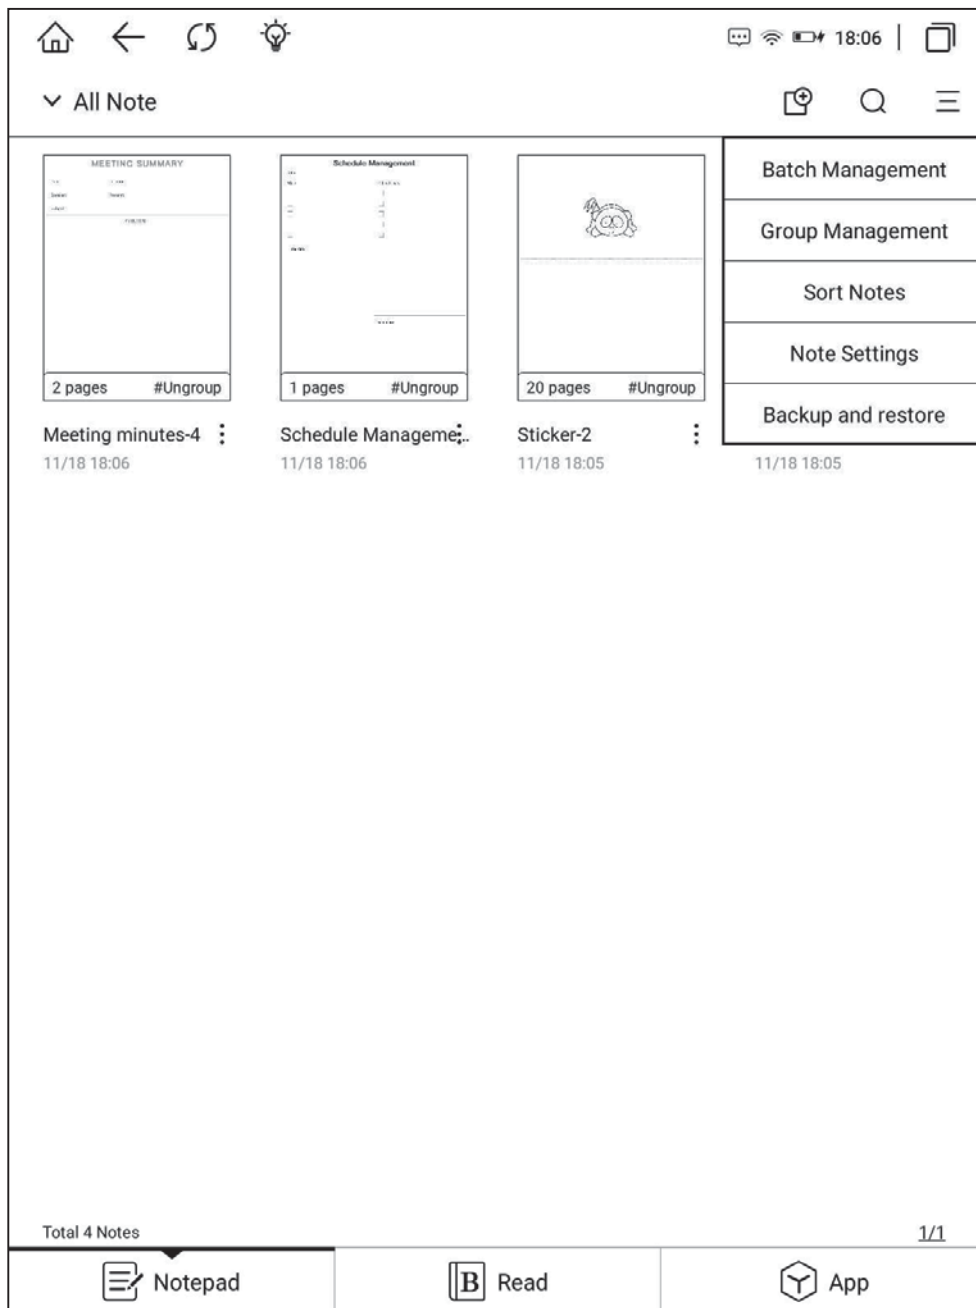 18:06
All Note
Batch Management
Group Management
Sort Notes
Note Settings
Backup and restore
MEETING SUMMARY
Schedule Management
2 pages #Ungroup
1 pages #Ungroup
20 pages #Ungroup
Meeting minutes-4
Schedule Manageme...
Sticker-2
11/18 18:06
11/18 18:06
11/18 18:05
11/18 18:05
Total 4 Notes
1/1
Notepad
B Read
App